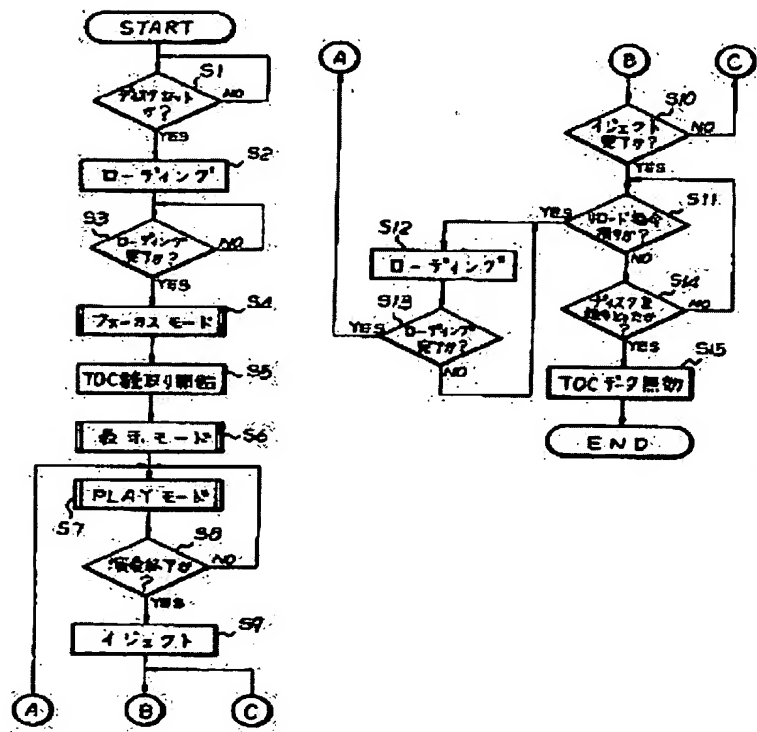 START
S1
ディスクセットか?
NO
YES
S2
ローディング
S3
ローディング
完了か?
NO
YES
S4
フォーカスモード
S5
TOC読取り開始
表示モード
S6
PLAYモード
S7
S8
演奏終了か
?
NO
YES
S9
イジェクト
A
B
C
A
B
C
S10
イジェクト
完了か?
NO
YES
S11
リロード指令
有りか?
YES
NO
S12
ローディング
S13
ローディング
完了か?
YES
NO
S14
ディスクを
?
NO
YES
S15
TOCデータ無効
END